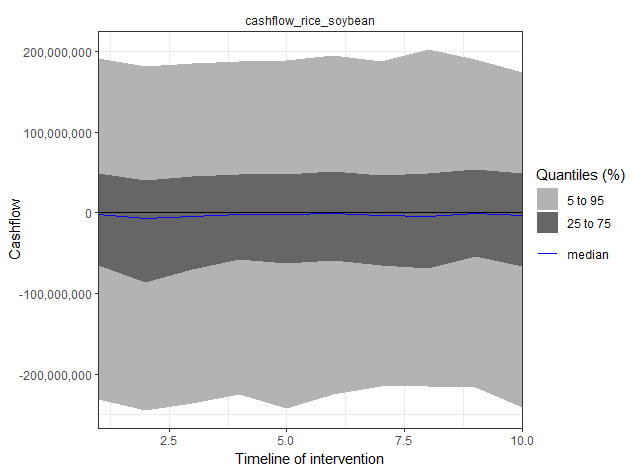 cashflow_rice_soybean
200,000,000
100,000,000
0
-100,000,000
-200,000,000
Cashflow
2.5
5.0
7.5
10.0
Timeline of intervention
Quantiles (%)
5 to 95
25 to 75
median